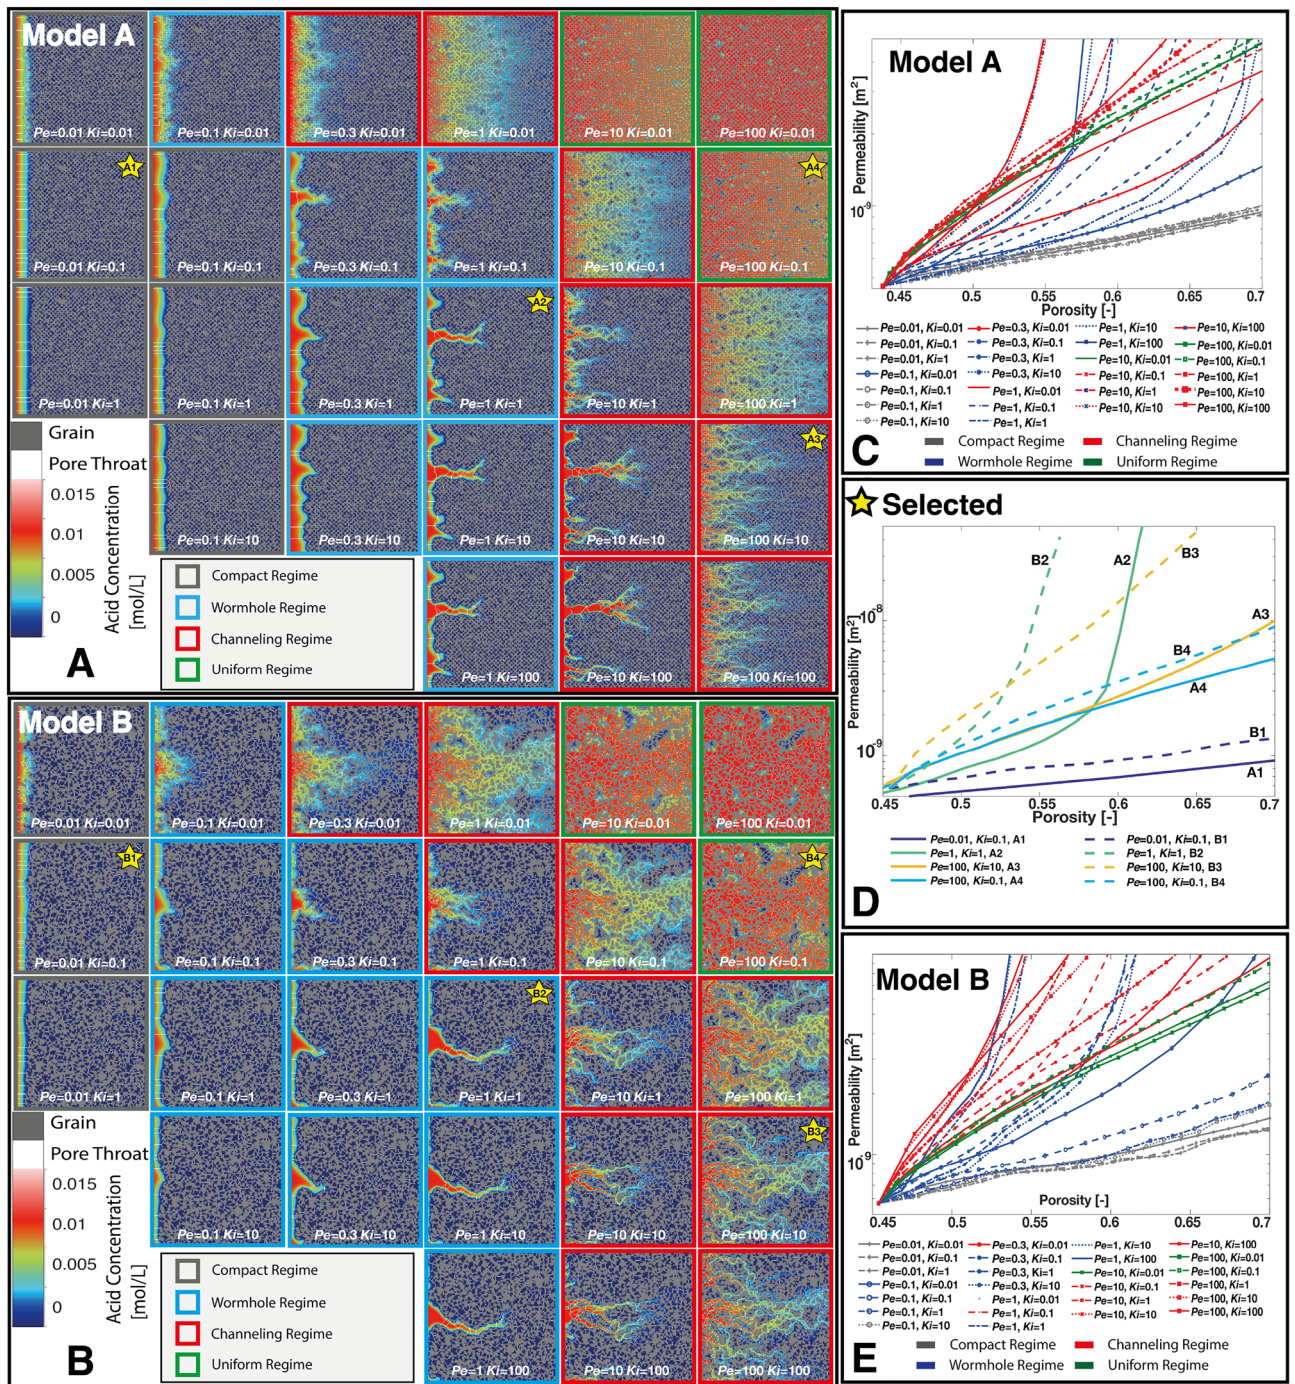 Model A
Pe=0.01 Ki=0.01
Pe=0.1 Ki=0.01
Pe=0.3 Ki=0.01
Pe=1 Ki=0.01
Pe=10 Ki=0.01
Pe=100 Ki=0.01
A1
A4
Pe=0.01 Ki=0.1
Pe=0.1 Ki=0.1
Pe=0.3 Ki=0.1
Pe=1 Ki=0.1
Pe=10 Ki=0.1
Pe=100 Ki=0.1
A2
Pe=0.01 Ki=1
Pe=0.1 Ki=1
Pe=0.3 Ki=1
Pe=1 Ki=1
Pe=10 Ki=1
Pe=100 Ki=1
A3
Pe=0.1 Ki=10
Pe=0.3 Ki=10
Pe=1 Ki=10
Pe=10 Ki=10
Pe=100 Ki=10
Pe=1 Ki=100
Pe=10 Ki=100
Pe=100 Ki=100
Grain
Pore Throat
0.015
0.01
0.005
0
Acid Concentration
[mol/L]
Compact Regime
Wormhole Regime
Channeling Regime
Uniform Regime
A
Model B
Pe=0.01 Ki=0.01
Pe=0.1 Ki=0.01
Pe=0.3 Ki=0.01
Pe=1 Ki=0.01
Pe=10 Ki=0.01
Pe=100 Ki=0.01
B1
B4
Pe=0.01 Ki=0.1
Pe=0.1 Ki=0.1
Pe=0.3 Ki=0.1
Pe=1 Ki=0.1
Pe=10 Ki=0.1
Pe=100 Ki=0.1
B2
Pe=0.01 Ki=1
Pe=0.1 Ki=1
Pe=0.3 Ki=1
Pe=1 Ki=1
Pe=10 Ki=1
Pe=100 Ki=1
B3
Pe=0.1 Ki=10
Pe=0.3 Ki=10
Pe=1 Ki=10
Pe=10 Ki=10
Pe=100 Ki=10
Pe=1 Ki=100
Pe=10 Ki=100
Pe=100 Ki=100
Grain
Pore Throat
0.015
0.01
0.005
0
Acid Concentration
[mol/L]
Compact Regime
Wormhole Regime
Channeling Regime
Uniform Regime
B
Model A
Permeability [m²]
10⁻⁹
0.45 0.5 0.55 0.6 0.65 0.7
Porosity [-]
Pe=0.01, Ki=0.01
Pe=0.01, Ki=0.1
Pe=0.01, Ki=1
Pe=0.1, Ki=0.01
Pe=0.1, Ki=0.1
Pe=0.1, Ki=1
Pe=0.1, Ki=10
Pe=0.3, Ki=0.01
Pe=0.3, Ki=0.1
Pe=0.3, Ki=1
Pe=0.3, Ki=10
Pe=1, Ki=0.01
Pe=1, Ki=0.1
Pe=1, Ki=1
Pe=1, Ki=10
Pe=1, Ki=100
Pe=10, Ki=0.01
Pe=10, Ki=0.1
Pe=10, Ki=1
Pe=10, Ki=10
Pe=10, Ki=100
Pe=100, Ki=0.01
Pe=100, Ki=0.1
Pe=100, Ki=1
Pe=100, Ki=10
Pe=100, Ki=100
Compact Regime
Channeling Regime
Wormhole Regime
Uniform Regime
C
Selected
Permeability [m²]
10⁻⁸
10⁻⁹
B2
A2
B3
A3
B4
A4
B1
A1
0.45 0.5 0.55 0.6 0.65 0.7
Porosity [-]
Pe=0.01, Ki=0.1, A1
Pe=1, Ki=1, A2
Pe=100, Ki=10, A3
Pe=100, Ki=0.1, A4
Pe=0.01, Ki=0.1, B1
Pe=1, Ki=1, B2
Pe=100, Ki=10, B3
Pe=100, Ki=0.1, B4
D
Model B
Permeability [m²]
10⁻⁹
Porosity [-]
0.45 0.5 0.55 0.6 0.65 0.7
Pe=0.01, Ki=0.01
Pe=0.01, Ki=0.1
Pe=0.01, Ki=1
Pe=0.1, Ki=0.01
Pe=0.1, Ki=0.1
Pe=0.1, Ki=1
Pe=0.1, Ki=10
Pe=0.3, Ki=0.01
Pe=0.3, Ki=0.1
Pe=0.3, Ki=1
Pe=0.3, Ki=10
Pe=1, Ki=0.01
Pe=1, Ki=0.1
Pe=1, Ki=1
Pe=1, Ki=10
Pe=1, Ki=100
Pe=10, Ki=0.01
Pe=10, Ki=0.1
Pe=10, Ki=1
Pe=10, Ki=10
Pe=10, Ki=100
Pe=100, Ki=0.01
Pe=100, Ki=0.1
Pe=100, Ki=1
Pe=100, Ki=10
Pe=100, Ki=100
Compact Regime
Channeling Regime
Wormhole Regime
Uniform Regime
E